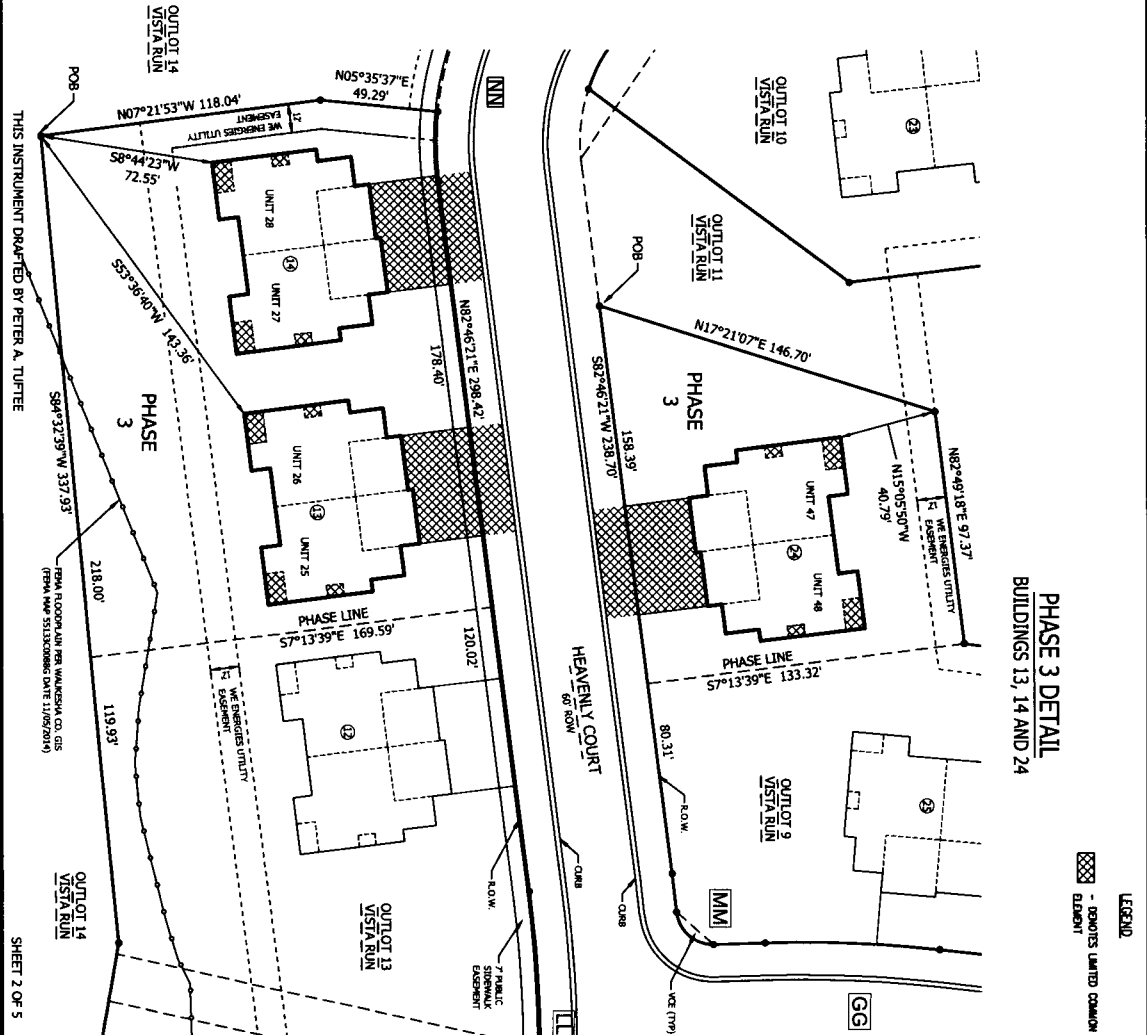 PHASE 3 DETAIL
BUILDINGS 13, 14 AND 24
LEGEND
- DENOTES LIMITED COMMON
ELEMENT
OUTLOT 10
VISTA RUN
23
OUTLOT 11
VISTA RUN
POB
N17°21'07"E 146.70'
PHASE
3
N82°49'18"E 97.37'
12'
WE ENERGIES UTILITY
EASEMENT
N15°05'50"W
40.79'
UNIT 47
24
UNIT 48
158.39'
S82°46'21"W 238.70'
PHASE LINE
S7°13'39"E 133.32'
80.31'
R.O.W.
OUTLOT 9
VISTA RUN
25
MM
VCE (TYP)
GG
CURB
HEAVENLY COURT
60' ROW
CURB
NN
LL
N05°35'37"E
49.29'
N07°21'53"W 118.04'
12'
WE ENERGIES UTILITY
EASEMENT
OUTLOT 14
VISTA RUN
POB
S8°44'23"W
72.55'
UNIT 28
14
UNIT 27
N82°46'21"E 298.42'
178.40'
S53°36'40"W 143.36'
UNIT 26
13
UNIT 25
PHASE
3
PHASE LINE
S7°13'39"E 169.59'
120.02'
12
12'
WE ENERGIES UTILITY
EASEMENT
R.O.W.
7' PUBLIC
SIDEWALK
EASEMENT
OUTLOT 13
VISTA RUN
OUTLOT 14
VISTA RUN
S84°32'39"W 337.93'
218.00'
119.93'
FEMA FLOODPLAIN PER WAUKESHA CO. GIS
(FEMA MAP 55133C0086G DATE 11/05/2014)
THIS INSTRUMENT DRAFTED BY PETER A. TUFTEE
SHEET 2 OF 5